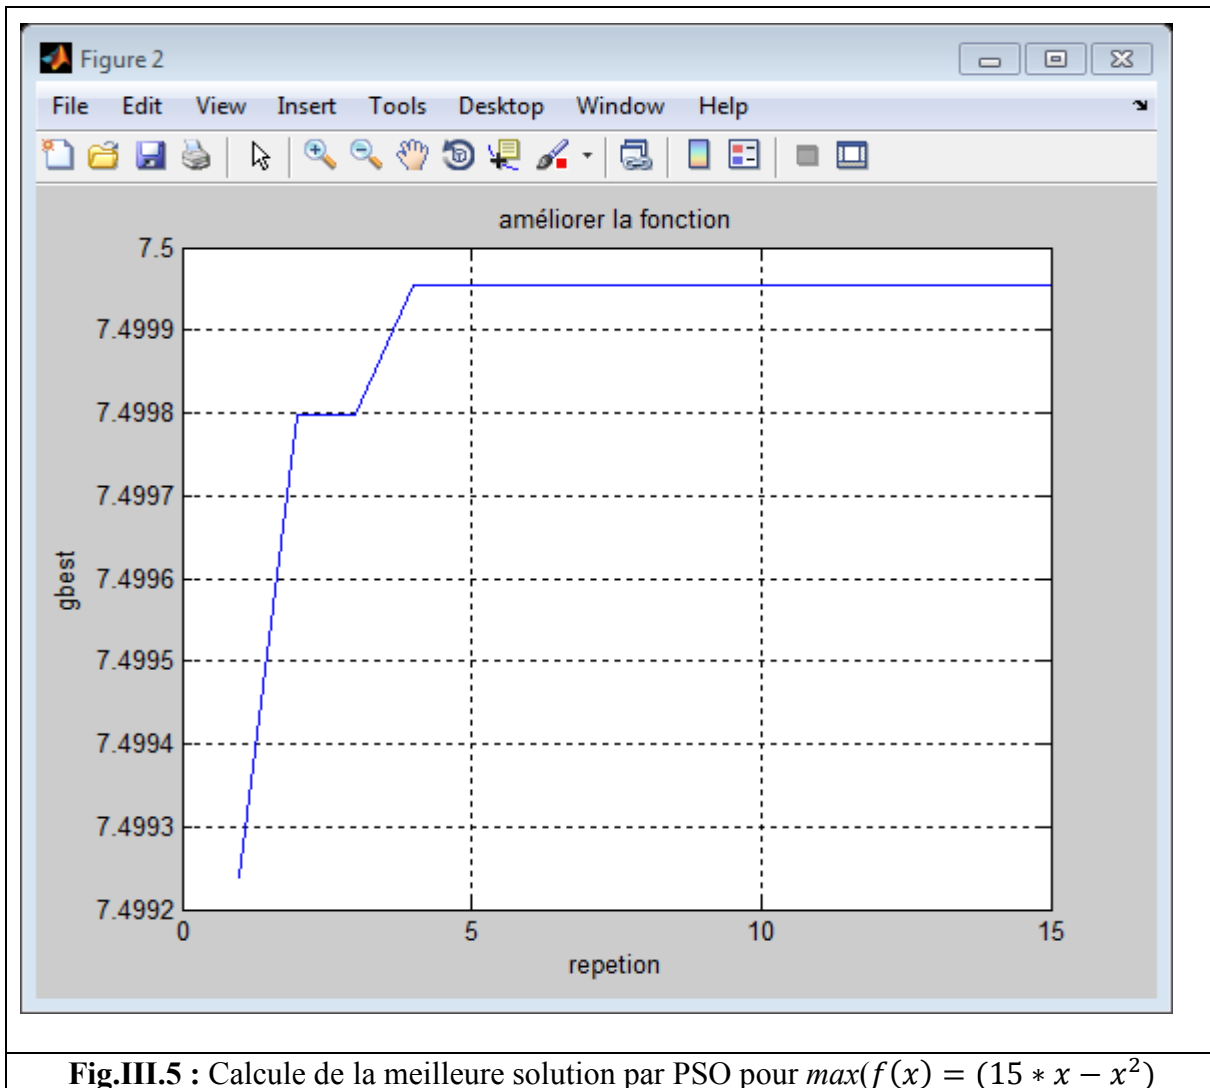 Figure 2
File Edit View Insert Tools Desktop Window Help
améliorer la fonction
7.5
7.4999
7.4998
7.4997
7.4996
7.4995
7.4994
7.4993
7.4992
gbest
0 5 10 15
repetion
Fig.III.5 : Calcule de la meilleure solution par PSO pour max(f(x) = (15 * x − x²)